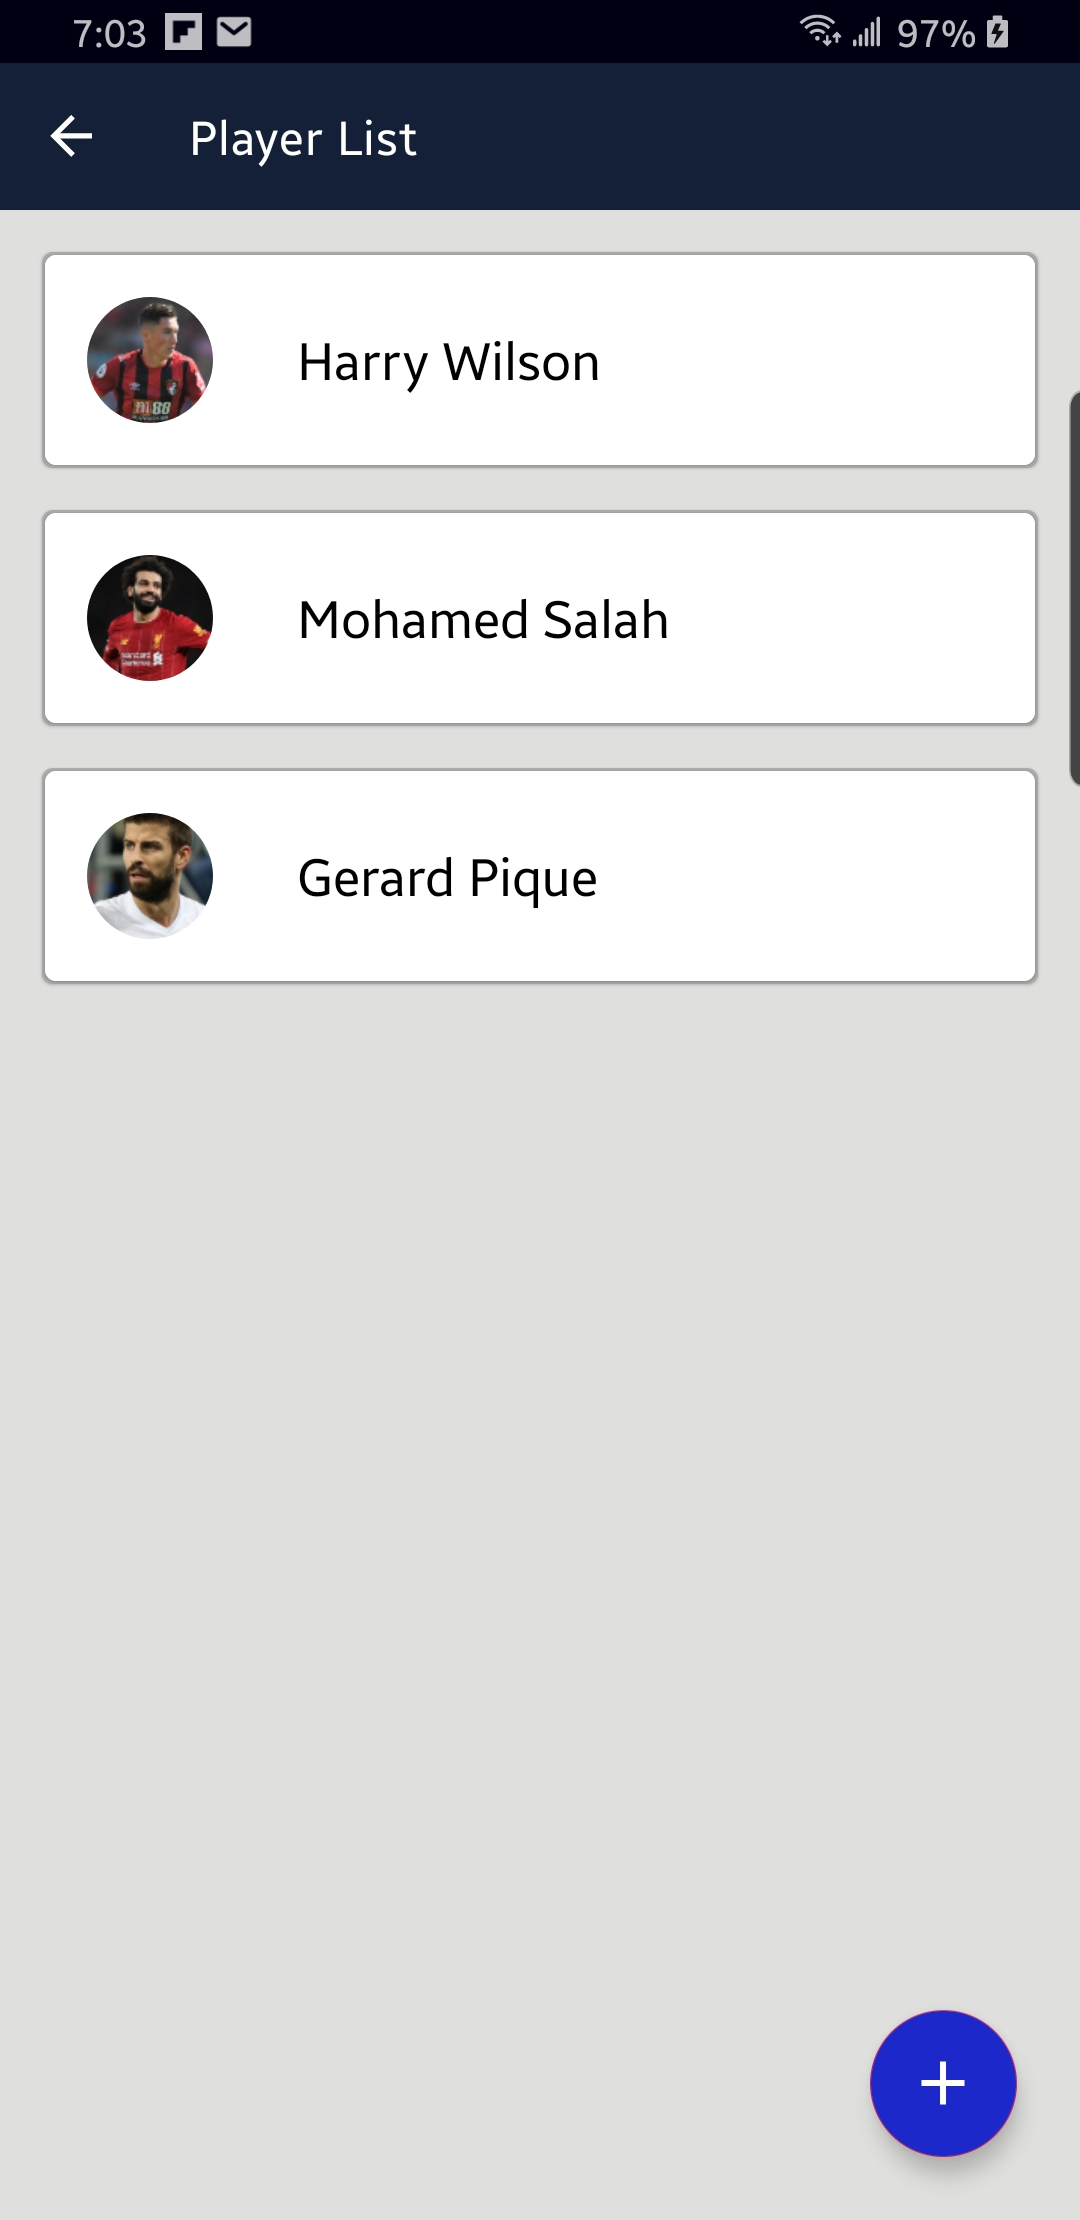 7:03 97%
Player List
Harry Wilson
Mohamed Salah
Gerard Pique